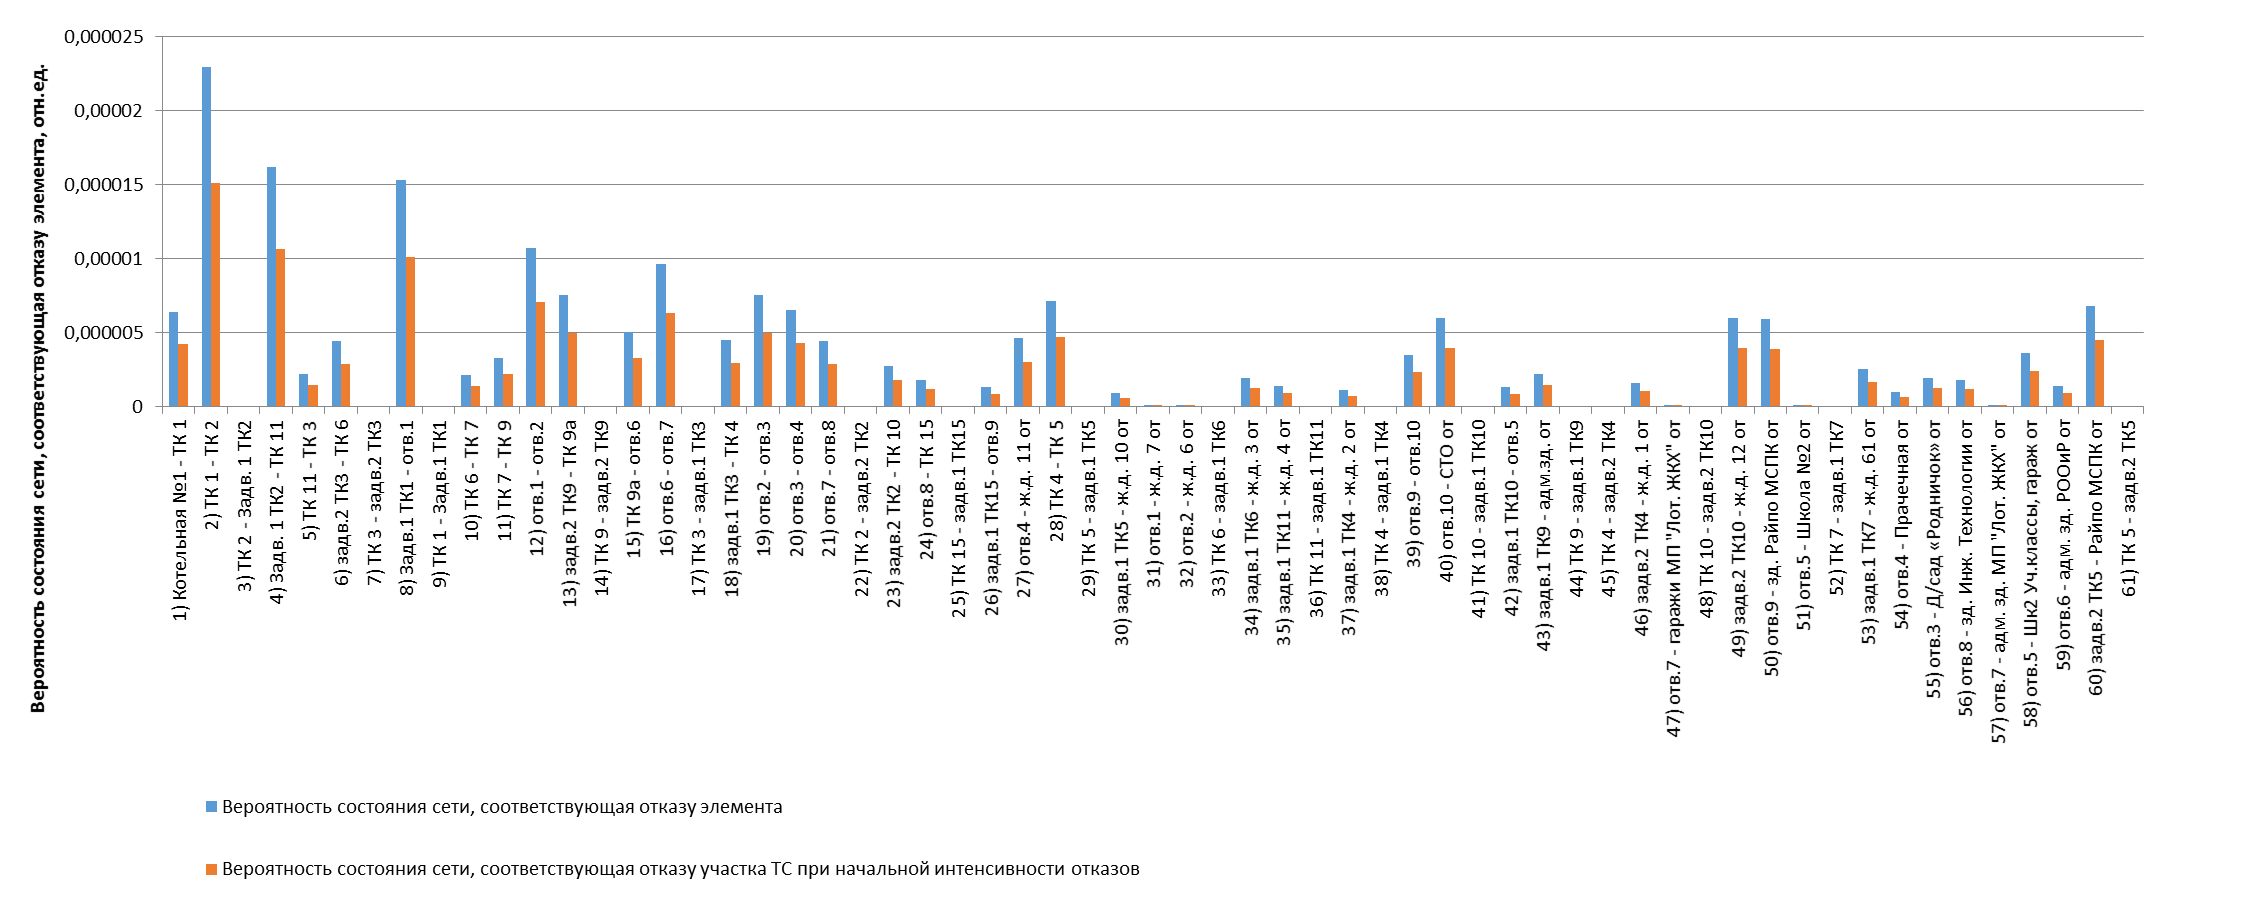 Вероятность состояния сети, соответствующая отказу элемента, отн.ед.
0,000025
0,00002
0,000015
0,00001
0,000005
0
1) Котельная №1 - ТК 1
2) ТК 1 - ТК 2
3) ТК 2 - Задв. 1 ТК2
4) Задв. 1 ТК2 - ТК 11
5) ТК 11 - ТК 3
6) задв.2 ТК3 - ТК 6
7) ТК 3 - задв.2 ТК3
8) Задв.1 ТК1 - отв.1
9) ТК 1 - Задв.1 ТК1
10) ТК 6 - ТК 7
11) ТК 7 - ТК 9
12) отв.1 - отв.2
13) задв.2 ТК9 - ТК 9а
14) ТК 9 - задв.2 ТК9
15) ТК 9а - отв.6
16) отв.6 - отв.7
17) ТК 3 - задв.1 ТК3
18) задв.1 ТК3 - ТК 4
19) отв.2 - отв.3
20) отв.3 - отв.4
21) отв.7 - отв.8
22) ТК 2 - задв.2 ТК2
23) задв.2 ТК2 - ТК 10
24) отв.8 - ТК 15
25) ТК 15 - задв.1 ТК15
26) задв.1 ТК15 - отв.9
27) отв.4 - ж.д. 11 от
28) ТК 4 - ТК 5
29) ТК 5 - задв.1 ТК5
30) задв.1 ТК5 - ж.д. 10 от
31) отв.1 - ж.д. 7 от
32) отв.2 - ж.д. 6 от
33) ТК 6 - задв.1 ТК6
34) задв.1 ТК6 - ж.д. 3 от
35) задв.1 ТК11 - ж.д. 4 от
36) ТК 11 - задв.1 ТК11
37) задв.1 ТК4 - ж.д. 2 от
38) ТК 4 - задв.1 ТК4
39) отв.9 - отв.10
40) отв.10 - СТО от
41) ТК 10 - задв.1 ТК10
42) задв.1 ТК10 - отв.5
43) задв.1 ТК9 - адм.зд. от
44) ТК 9 - задв.1 ТК9
45) ТК 4 - задв.2 ТК4
46) задв.2 ТК4 - ж.д. 1 от
47) отв.7 - гаражи МП "Лот. ЖКХ" от
48) ТК 10 - задв.2 ТК10
49) задв.2 ТК10 - ж.д. 12 от
50) отв.9 - зд. Райпо МСПК от
51) отв.5 - Школа №2 от
52) ТК 7 - задв.1 ТК7
53) задв.1 ТК7 - ж.д. 61 от
54) отв.4 - Прачечная от
55) отв.3 - Д/сад «Родничок» от
56) отв.8 - зд. Инж. Технологии от
57) отв.7 - адм. зд. МП "Лот. ЖКХ" от
58) отв.5 - Шк2 Уч.классы, гараж от
59) отв.6 - адм. зд. РООиР от
60) задв.2 ТК5 - Райпо МСПК от
61) ТК 5 - задв.2 ТК5
Вероятность состояния сети, соответствующая отказу элемента
Вероятность состояния сети, соответствующая отказу участка ТС при начальной интенсивности отказов